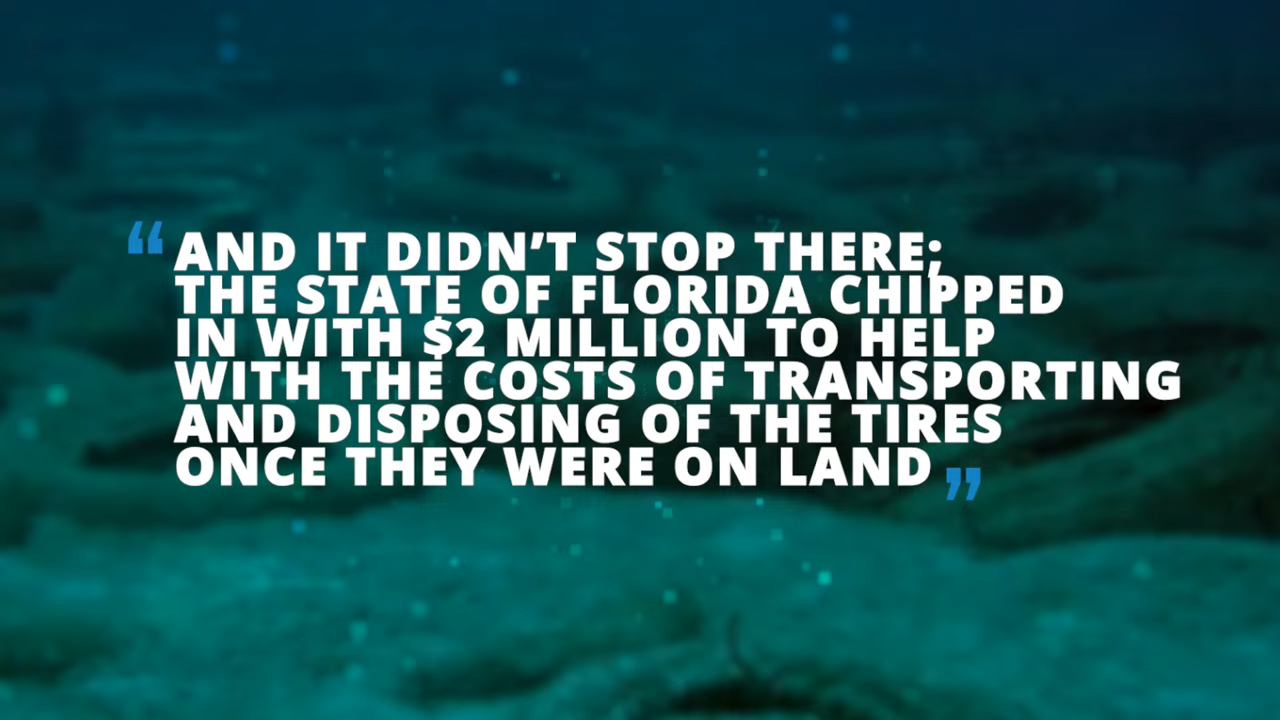 “AND IT DIDN’T STOP THERE;
THE STATE OF FLORIDA CHIPPED
IN WITH $2 MILLION TO HELP
WITH THE COSTS OF TRANSPORTING
AND DISPOSING OF THE TIRES
ONCE THEY WERE ON LAND”